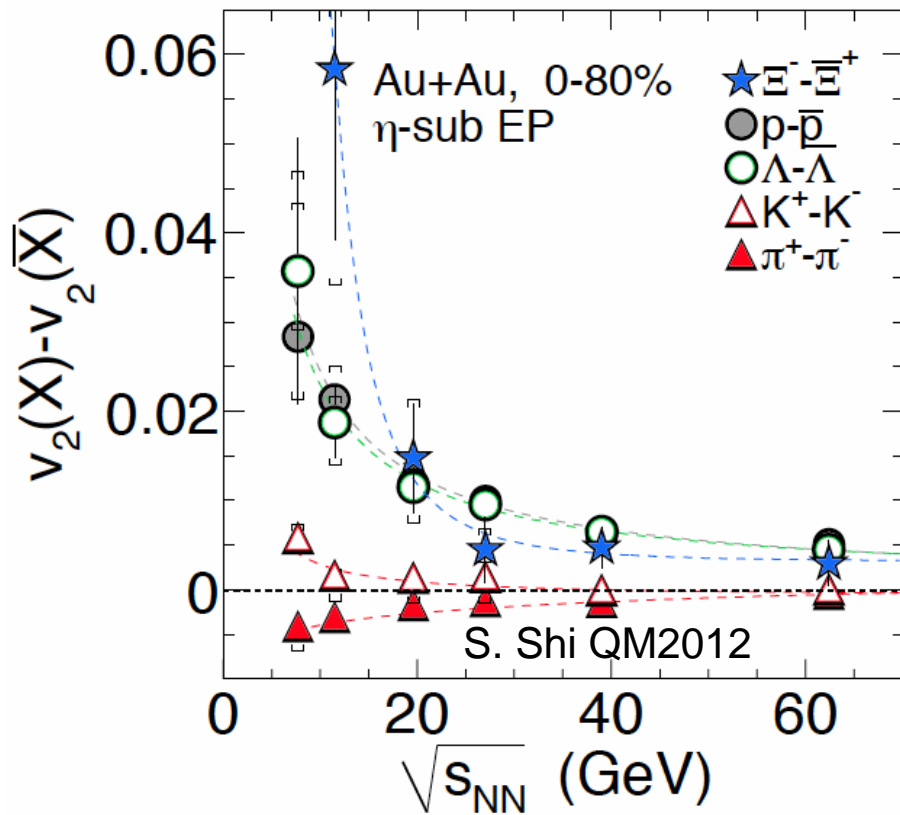 0.06
0.04
0.02
0
v₂(X)-v₂(X̅)
Au+Au, 0-80%
η-sub EP
Ξ⁻-Ξ̅⁺
p-p̅
Λ-Λ̅
K⁺-K⁻
π⁺-π⁻
S. Shi QM2012
0 20 40 60
√s_NN (GeV)